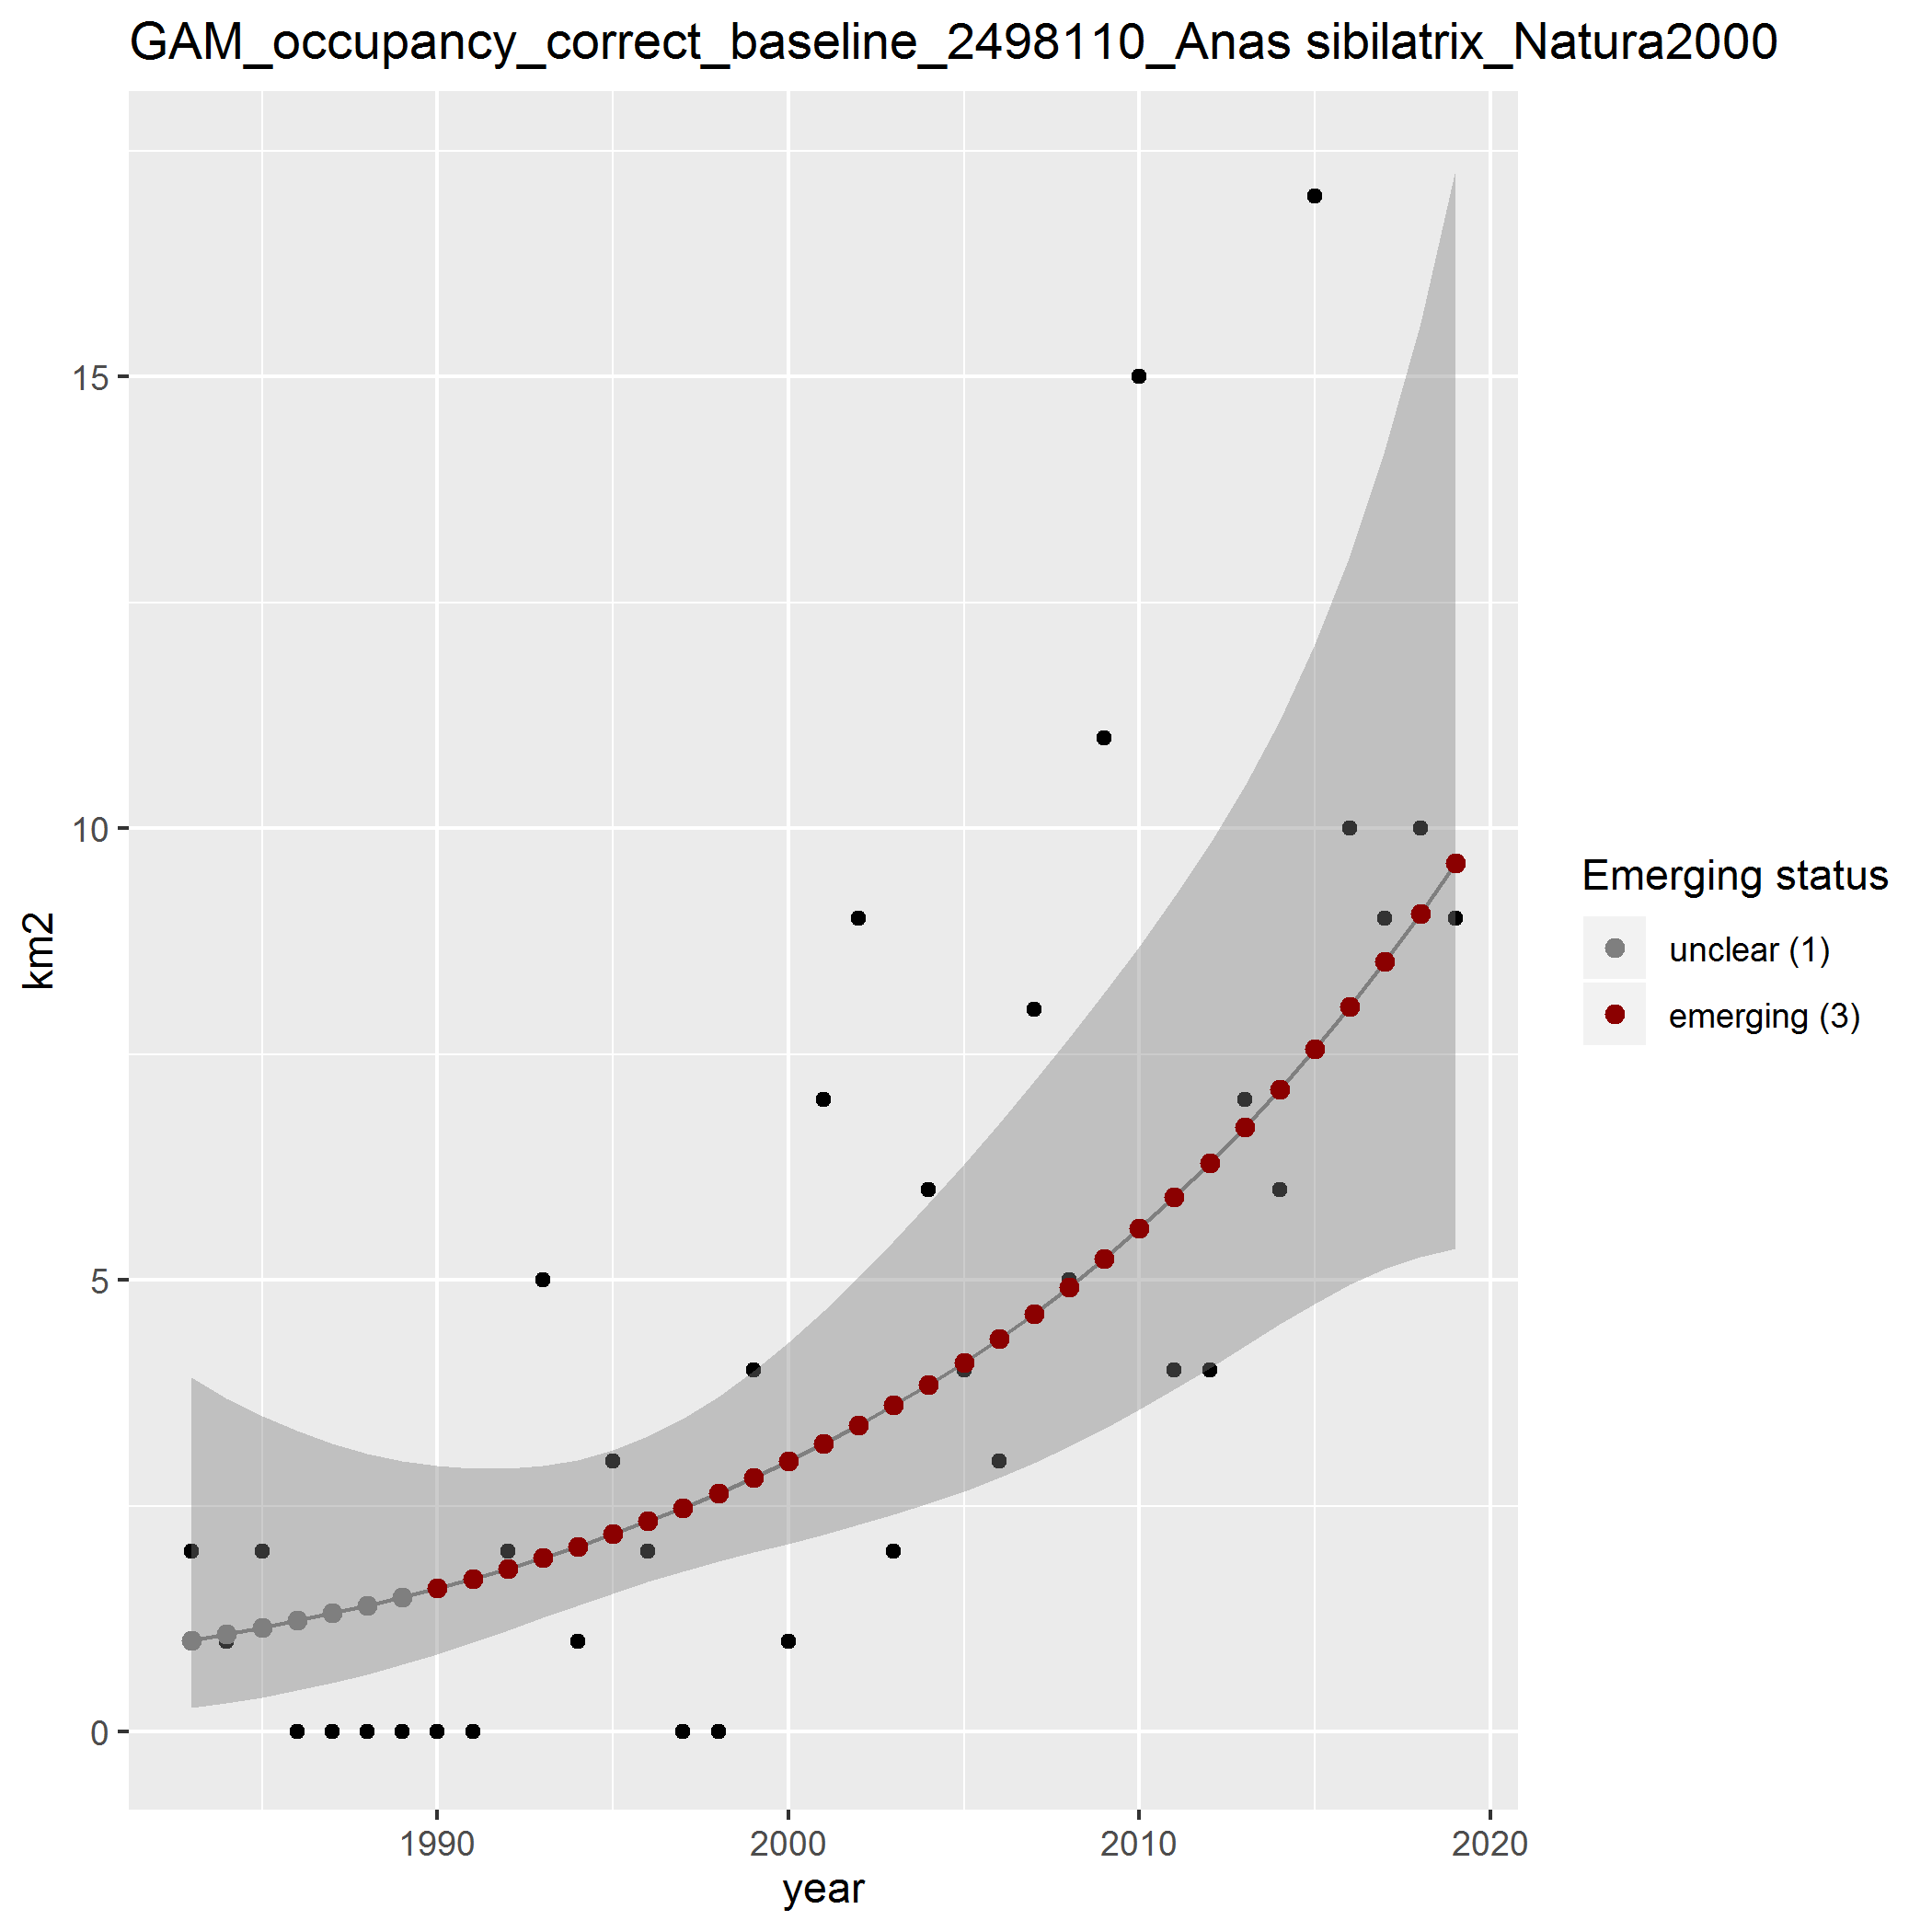 GAM_occupancy_correct_baseline_2498110_Anas sibilatrix_Natura2000
15
10
5
0
km2
1990
2000
2010
2020
year
Emerging status
unclear (1)
emerging (3)